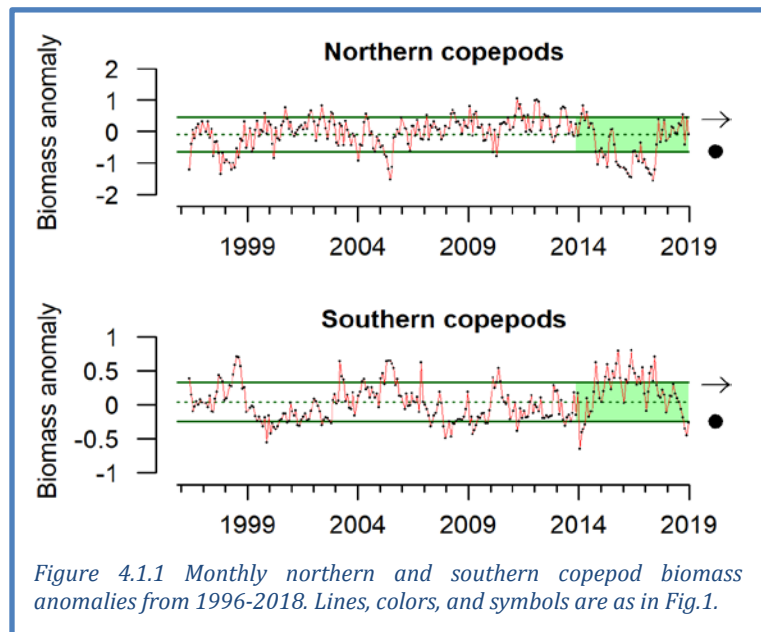 Northern copepods
Biomass anomaly
2
1
0
-1
-2
1999 2004 2009 2014 2019
Southern copepods
Biomass anomaly
1
0.5
0
-0.5
-1
1999 2004 2009 2014 2019
Figure 4.1.1 Monthly northern and southern copepod biomass
anomalies from 1996-2018. Lines, colors, and symbols are as in Fig.1.